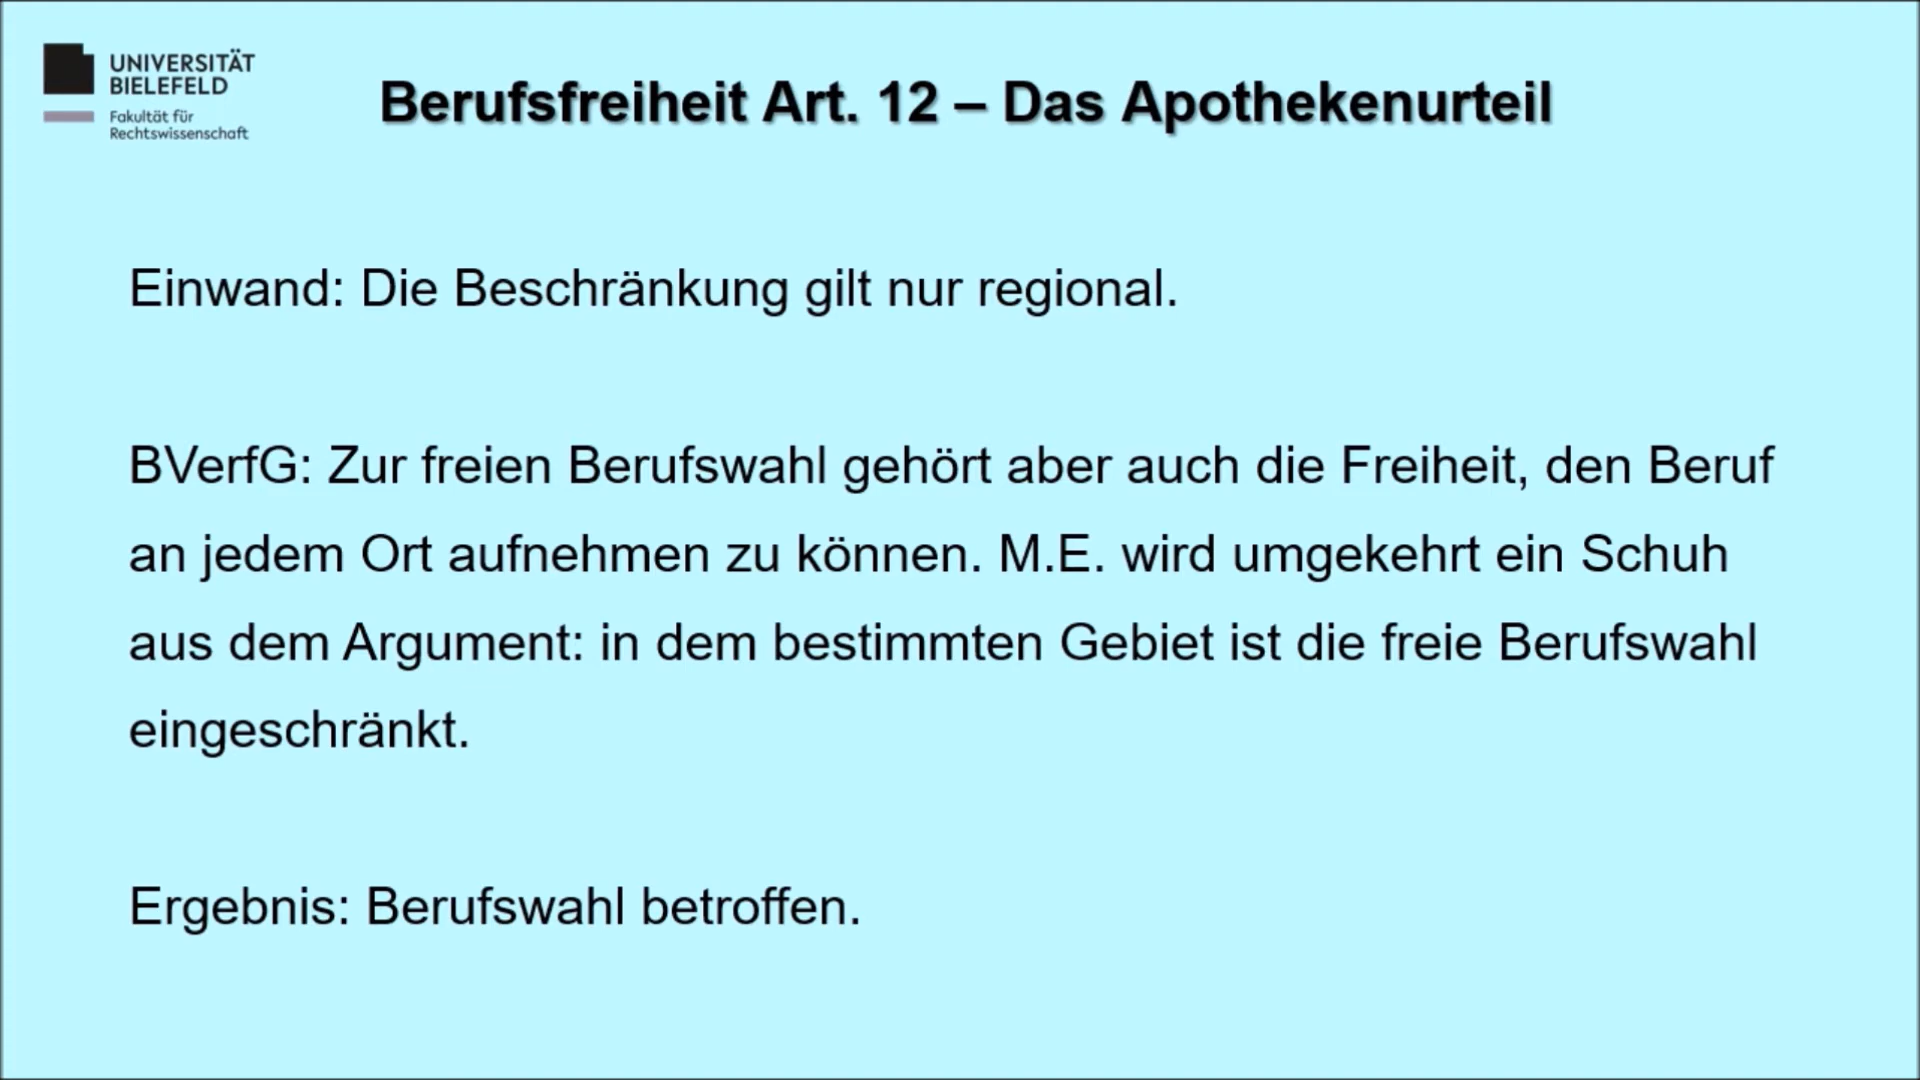 UNIVERSITÄT
BIELEFELD
Fakultät für
Rechtswissenschaft
Berufsfreiheit Art. 12 – Das Apothekenurteil
Einwand: Die Beschränkung gilt nur regional.
BVerfG: Zur freien Berufswahl gehört aber auch die Freiheit, den Beruf
an jedem Ort aufnehmen zu können. M.E. wird umgekehrt ein Schuh
aus dem Argument: in dem bestimmten Gebiet ist die freie Berufswahl
eingeschränkt.
Ergebnis: Berufswahl betroffen.